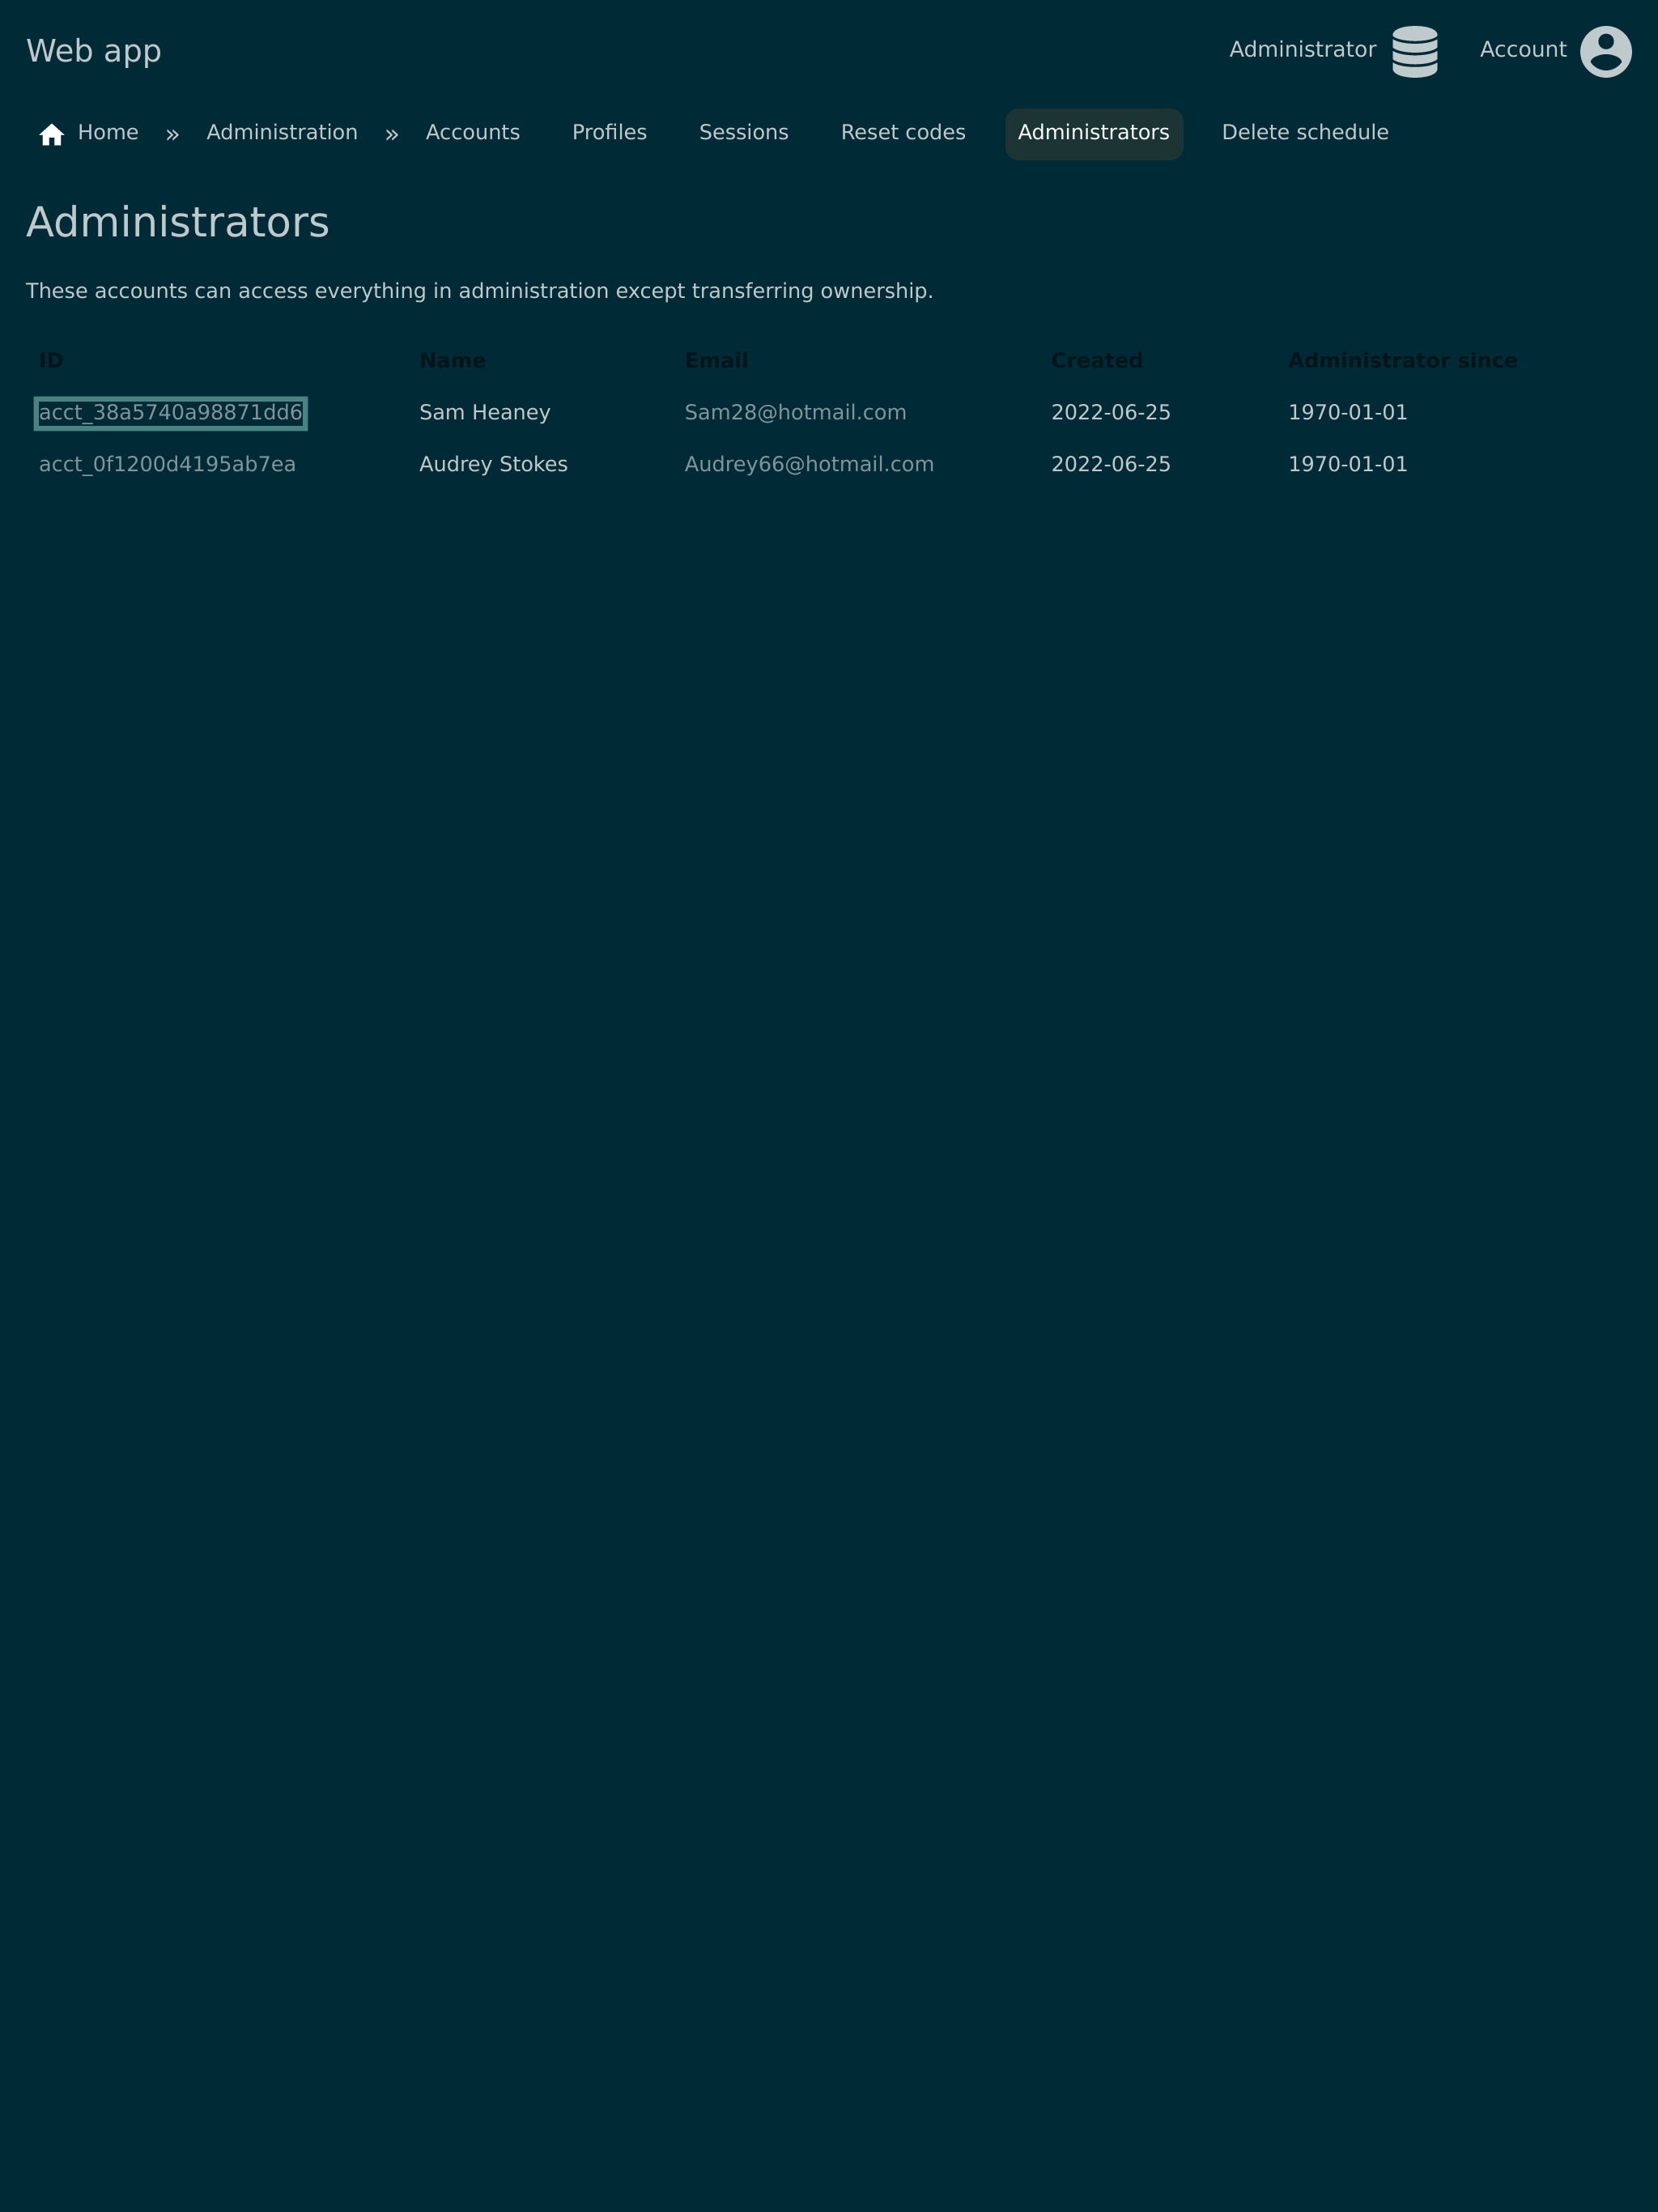 Web app
Administrator
Account
Home » Administration » Accounts Profiles Sessions Reset codes Administrators Delete schedule
Administrators
These accounts can access everything in administration except transferring ownership.
ID Name Email Created Administrator since
acct_38a5740a98871dd6 Sam Heaney Sam28@hotmail.com 2022-06-25 1970-01-01
acct_0f1200d4195ab7ea Audrey Stokes Audrey66@hotmail.com 2022-06-25 1970-01-01